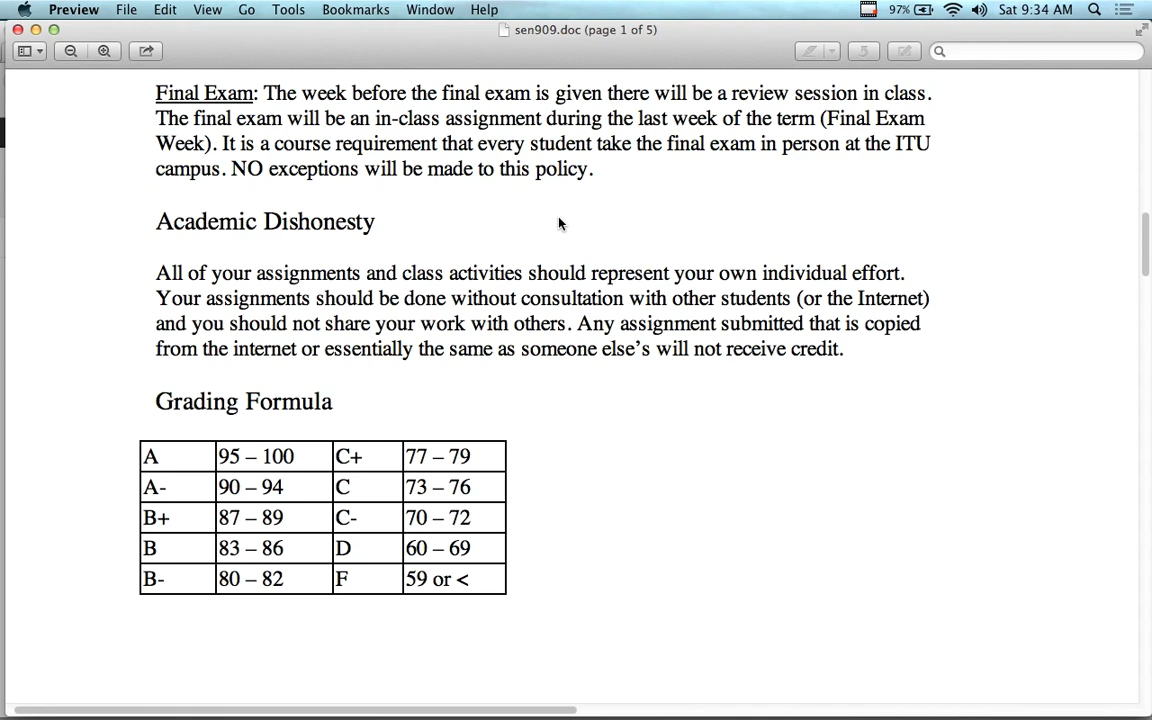 Preview File Edit View Go Tools Bookmarks Window Help 97% Sat 9:34 AM
sen909.doc (page 1 of 5)
Final Exam: The week before the final exam is given there will be a review session in class.
The final exam will be an in-class assignment during the last week of the term (Final Exam
Week). It is a course requirement that every student take the final exam in person at the ITU
campus. NO exceptions will be made to this policy.
Academic Dishonesty
All of your assignments and class activities should represent your own individual effort.
Your assignments should be done without consultation with other students (or the Internet)
and you should not share your work with others. Any assignment submitted that is copied
from the internet or essentially the same as someone else’s will not receive credit.
Grading Formula
A 95 – 100 C+ 77 – 79
A- 90 – 94 C 73 – 76
B+ 87 – 89 C- 70 – 72
B 83 – 86 D 60 – 69
B- 80 – 82 F 59 or <